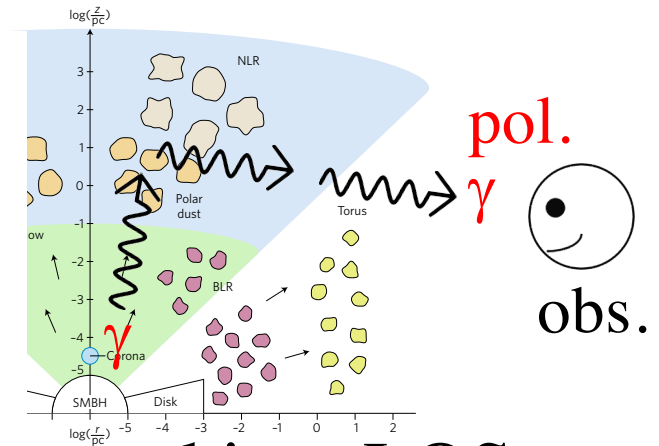 log(z/pc)
3
2
1
0
-1
-2
-3
-4
-5
NLR
Polar
dust
Torus
pol.
γ
obs.
ow
BLR
γ
Corona
SMBH
Disk
-5 -4 -3 -2 -1 0 1 2
log(r/pc)